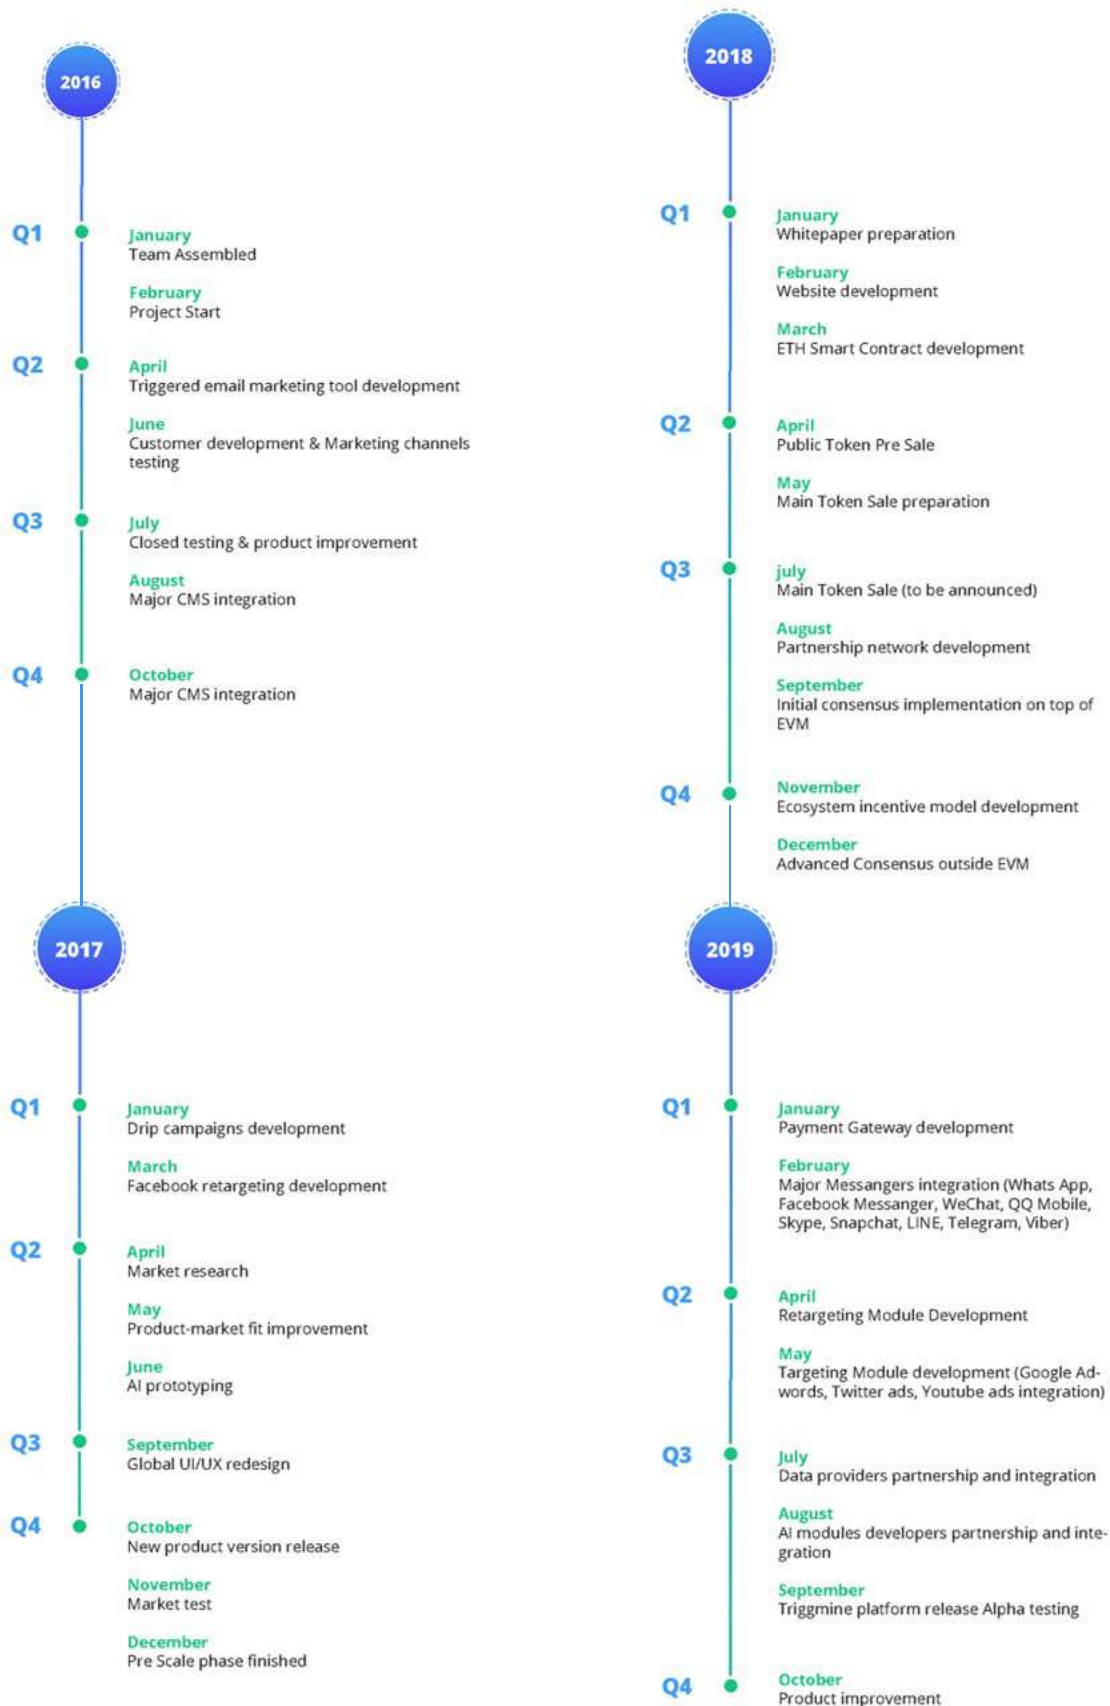 2016
Q1
January
Team Assembled
February
Project Start
Q2
April
Triggered email marketing tool development
June
Customer development & Marketing channels
testing
Q3
July
Closed testing & product improvement
August
Major CMS integration
Q4
October
Major CMS integration
2017
Q1
January
Drip campaigns development
March
Facebook retargeting development
Q2
April
Market research
May
Product-market fit improvement
June
AI prototyping
Q3
September
Global UI/UX redesign
Q4
October
New product version release
November
Market test
December
Pre Scale phase finished
2018
Q1
January
Whitepaper preparation
February
Website development
March
ETH Smart Contract development
Q2
April
Public Token Pre Sale
May
Main Token Sale preparation
Q3
july
Main Token Sale (to be announced)
August
Partnership network development
September
Initial consensus implementation on top of
EVM
Q4
November
Ecosystem incentive model development
December
Advanced Consensus outside EVM
2019
Q1
January
Payment Gateway development
February
Major Messangers integration (Whats App,
Facebook Messanger, WeChat, QQ Mobile,
Skype, Snapchat, LINE, Telegram, Viber)
Q2
April
Retargeting Module Development
May
Targeting Module development (Google Ad-
words, Twitter ads, Youtube ads integration)
Q3
July
Data providers partnership and integration
August
AI modules developers partnership and inte-
gration
September
Triggmine platform release Alpha testing
Q4
October
Product improvement